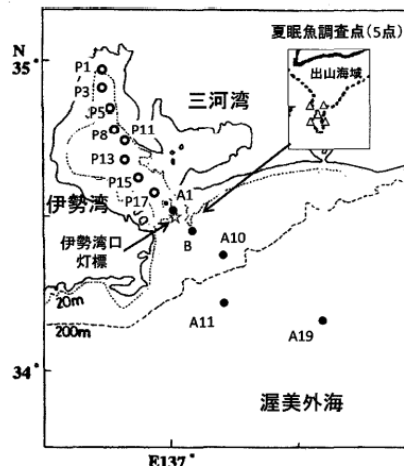 夏眠魚調査点(5点)
N
35°
出山海域
P1
P3
P5
P8
P11
P13
P15
P17
三河湾
伊勢湾
A1
伊勢湾口
灯標
B
A10
A11
A19
20m
200m
34°
渥美外海
E137°